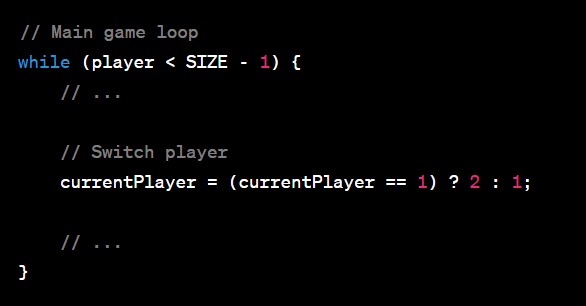 // Main game loop
while (player < SIZE - 1) {
// ...
// Switch player
currentPlayer = (currentPlayer == 1) ? 2 : 1;
// ...
}